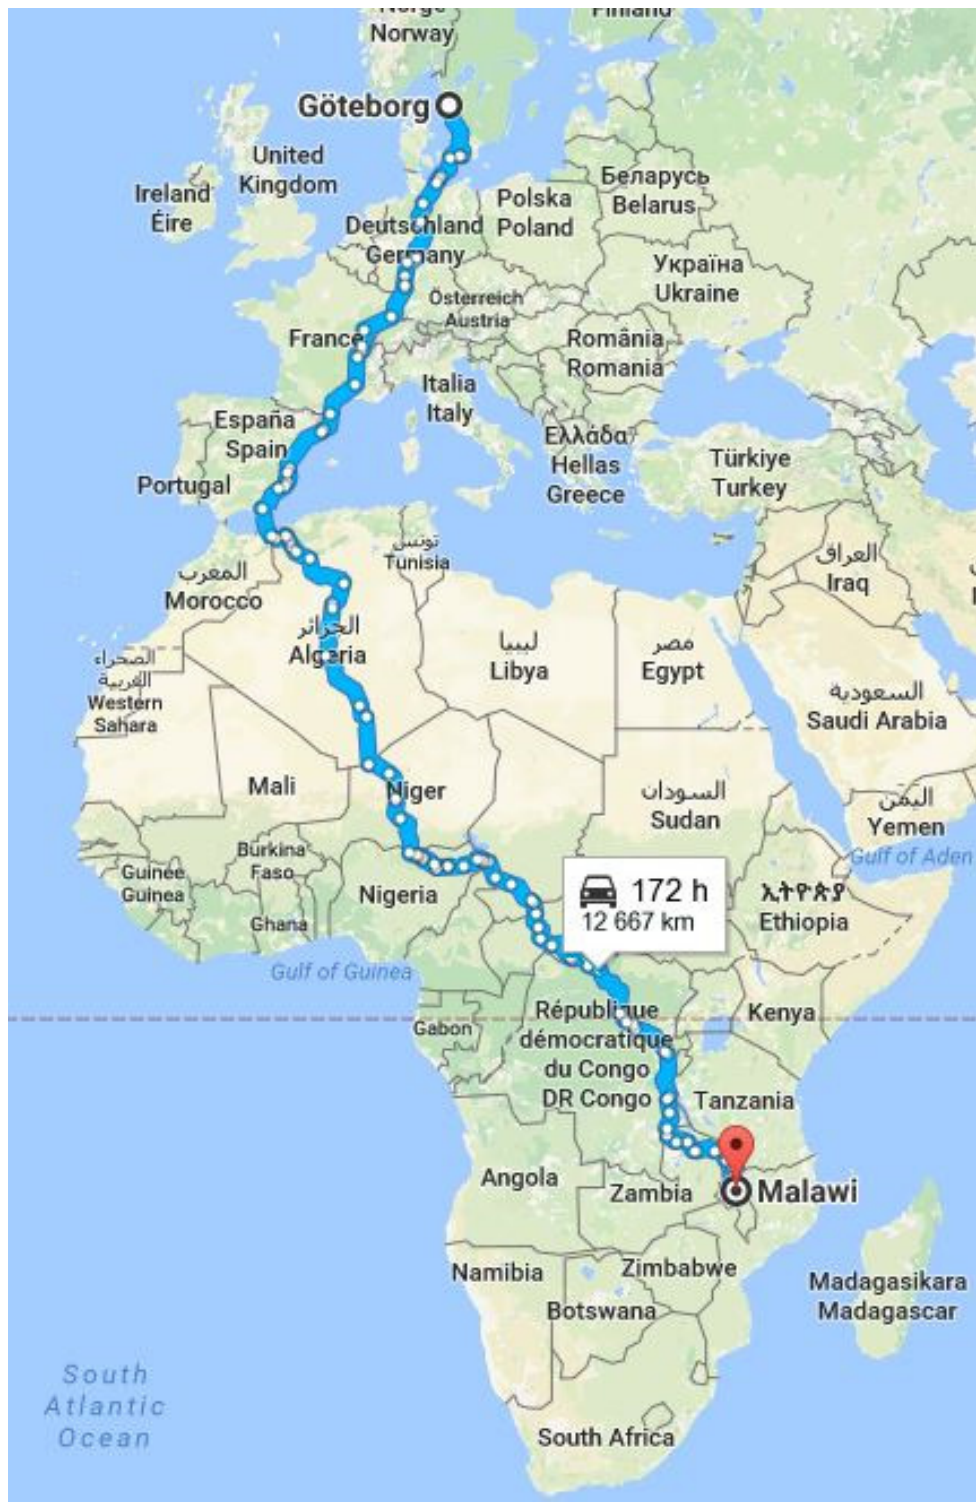 Norge
Norway
Finland
Göteborg
United
Kingdom
Ireland
Éire
Беларусь
Belarus
Polska
Poland
Deutschland
Germany
Україна
Ukraine
Österreich
Austria
France
România
Romania
Italia
Italy
España
Spain
Portugal
Ελλάδα
Hellas
Greece
Türkiye
Turkey
تونس
Tunisia
العراق
Iraq
المغرب
Morocco
الجزائر
Algeria
ليبيا
Libya
مصر
Egypt
الصحراء
الغربية
Western
Sahara
السعودية
Saudi Arabia
Mali
Niger
السودان
Sudan
اليمن
Yemen
Gulf of Aden
Burkina
Faso
Guinée
Guinea
Nigeria
172 h
12 667 km
ኢትዮጵያ
Ethiopia
Ghana
Gulf of Guinea
Gabon
République
démocratique
du Congo
DR Congo
Kenya
Tanzania
Angola
Zambia
Malawi
Namibia
Zimbabwe
Botswana
Madagasikara
Madagascar
South
Atlantic
Ocean
South Africa